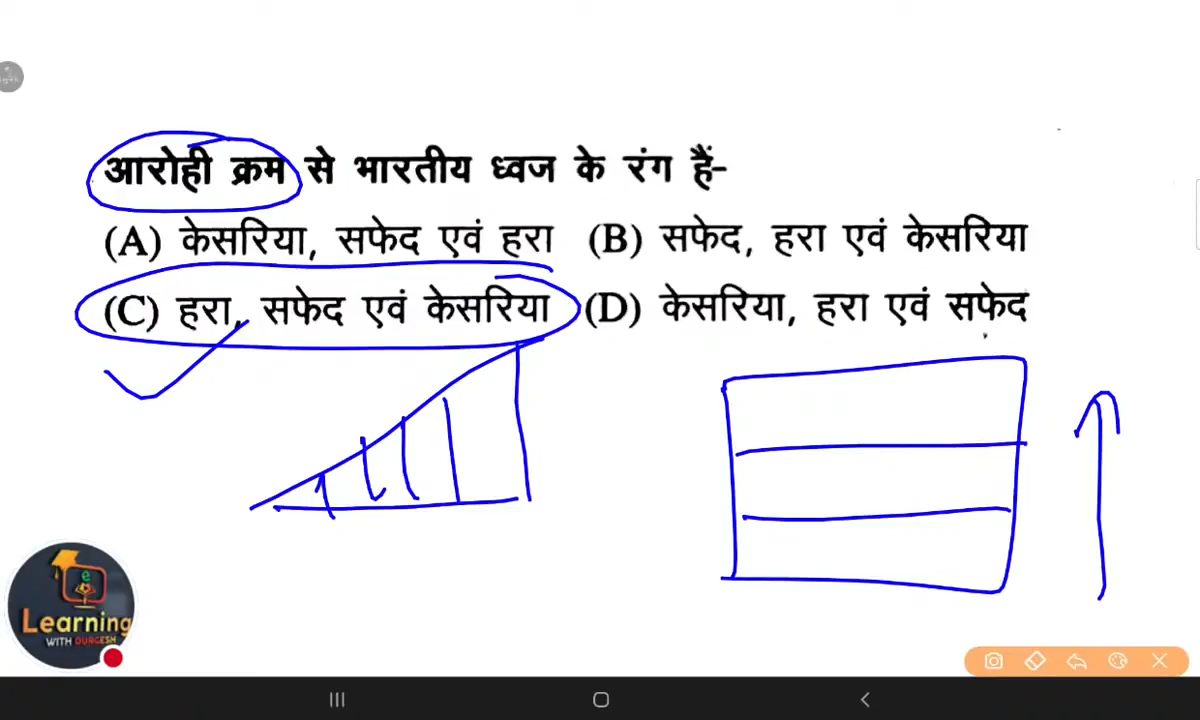 आरोही क्रम से भारतीय ध्वज के रंग हैं-
(A) केसरिया, सफेद एवं हरा (B) सफेद, हरा एवं केसरिया
(C) हरा, सफेद एवं केसरिया (D) केसरिया, हरा एवं सफेद
e
Learning
WITH DURGESH